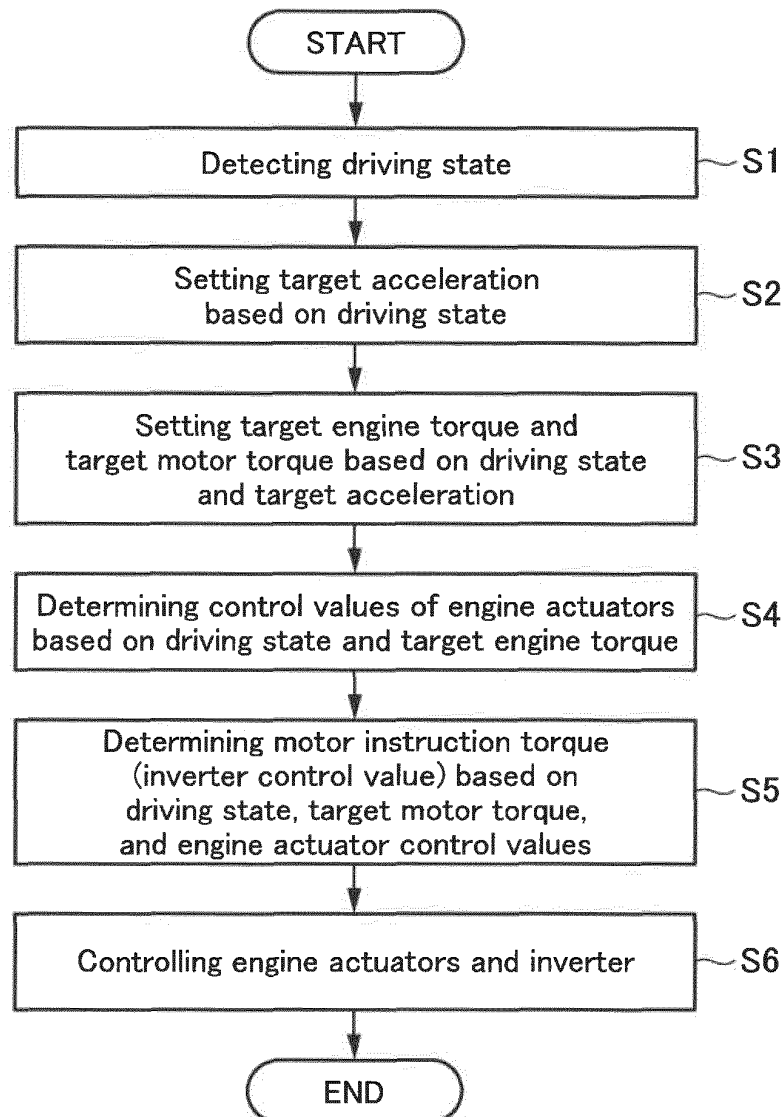 START
Detecting driving state
S1
Setting target acceleration
based on driving state
S2
Setting target engine torque and
target motor torque based on driving state
and target acceleration
S3
Determining control values of engine actuators
based on driving state and target engine torque
S4
Determining motor instruction torque
(inverter control value) based on
driving state, target motor torque,
and engine actuator control values
S5
Controlling engine actuators and inverter
S6
END